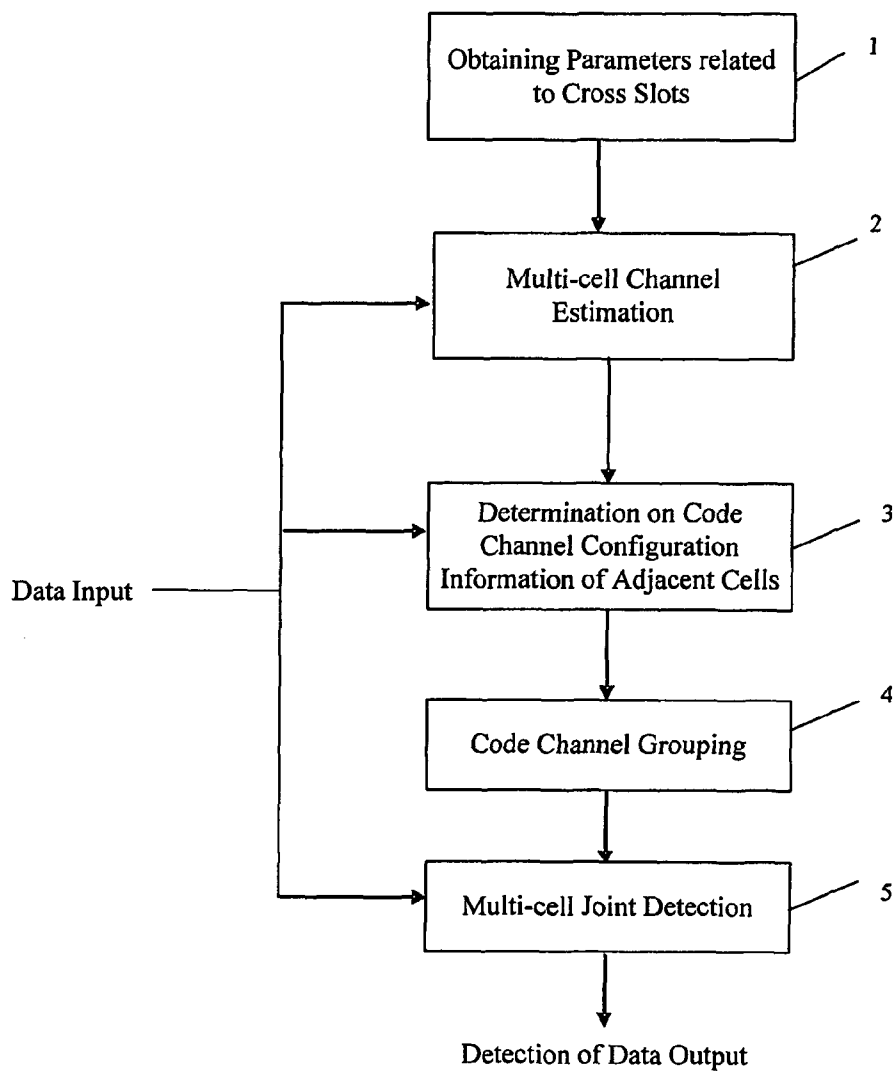 Obtaining Parameters related
to Cross Slots
1
Multi-cell Channel
Estimation
2
Determination on Code
Channel Configuration
Information of Adjacent Cells
3
Data Input
Code Channel Grouping
4
Multi-cell Joint Detection
5
Detection of Data Output